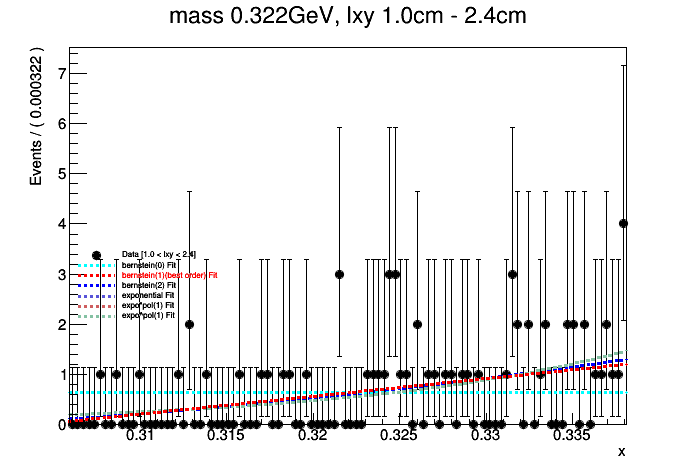 mass 0.322GeV, lxy 1.0cm - 2.4cm
Events / ( 0.000322 )
7
6
5
4
3
2
1
0
Data [1.0 < lxy < 2.4]
bernstein(0) Fit
bernstein(1)(best order) Fit
bernstein(2) Fit
exponential Fit
expo*pol(1) Fit
expo*pol(1) Fit
0.31 0.315 0.32 0.325 0.33 0.335
x